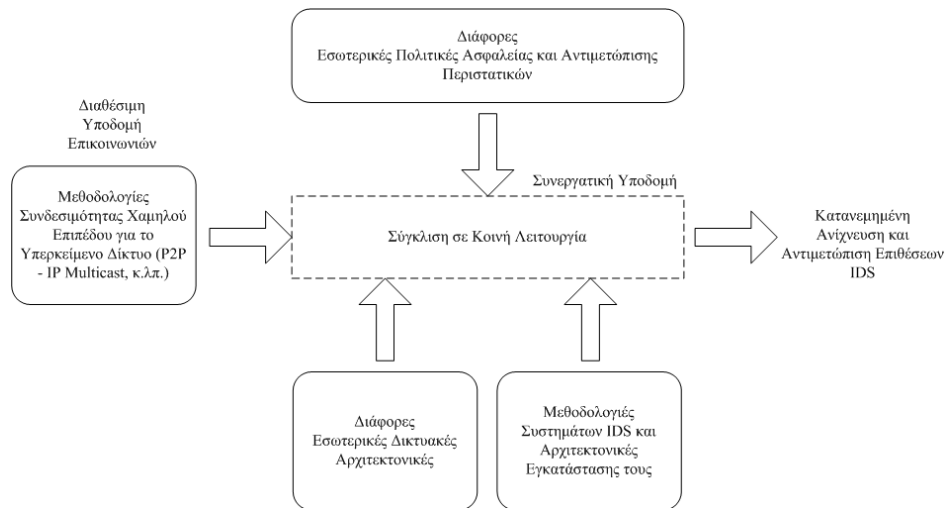 Διάφορες
Εσωτερικές Πολιτικές Ασφαλείας και Αντιμετώπισης
Περιστατικών
Διαθέσιμη
Υποδομή
Επικοινωνιών
Μεθοδολογίες
Συνδεσιμότητας Χαμηλού
Επιπέδου για το
Υπερκείμενο Δίκτυο (P2P
- IP Multicast, κ.λπ.)
Συνεργατική Υποδομή
Σύγκλιση σε Κοινή Λειτουργία
Κατανεμημένη
Ανίχνευση και
Αντιμετώπιση Επιθέσεων
IDS
Διάφορες
Εσωτερικές Δικτυακές
Αρχιτεκτονικές
Μεθοδολογιές
Συστημάτων IDS και
Αρχιτεκτονικές
Εγκατάστασης τους